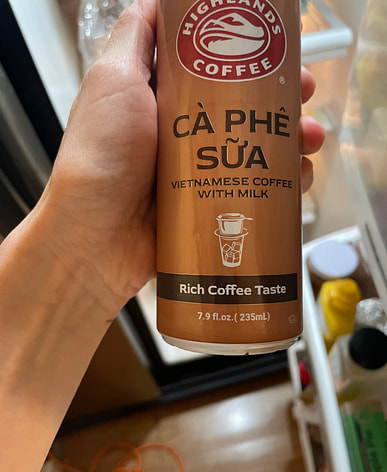 HIGHLANDS
COFFEE
®
CÀ PHÊ
SỮA
VIETNAMESE COFFEE
WITH MILK
Rich Coffee Taste
7.9 fl.oz.( 235mL)